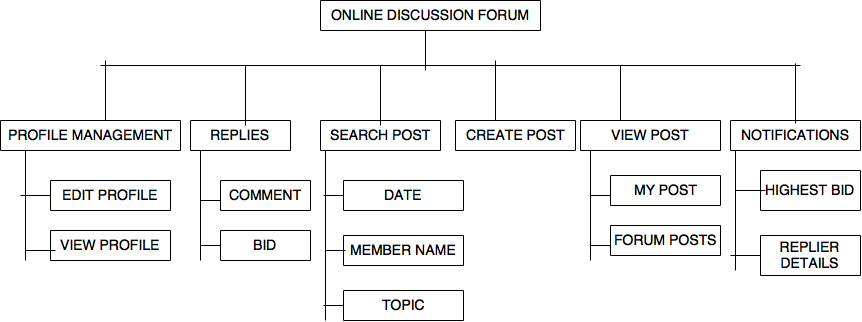 ONLINE DISCUSSION FORUM
PROFILE MANAGEMENT
REPLIES
SEARCH POST
CREATE POST
VIEW POST
NOTIFICATIONS
EDIT PROFILE
COMMENT
DATE
MY POST
HIGHEST BID
VIEW PROFILE
BID
MEMBER NAME
FORUM POSTS
REPLIER
DETAILS
TOPIC